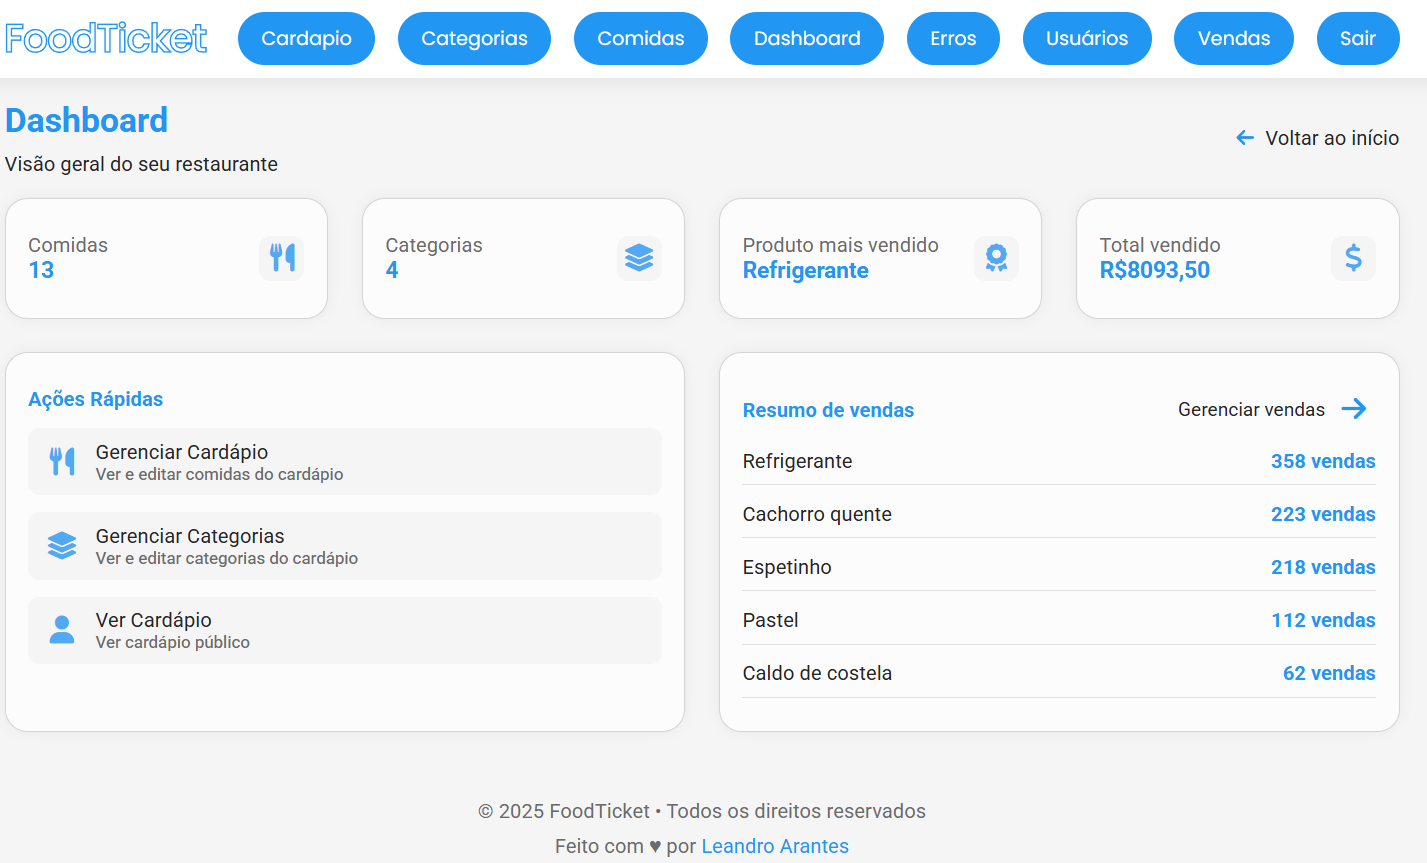 FoodTicket Cardapio Categorias Comidas Dashboard Erros Usuários Vendas Sair
Dashboard
Voltar ao início
Visão geral do seu restaurante
Comidas
13
Categorias
4
Produto mais vendido
Refrigerante
Total vendido
R$8093,50
Ações Rápidas
Gerenciar Cardápio
Ver e editar comidas do cardápio
Gerenciar Categorias
Ver e editar categorias do cardápio
Ver Cardápio
Ver cardápio público
Resumo de vendas Gerenciar vendas
Refrigerante 358 vendas
Cachorro quente 223 vendas
Espetinho 218 vendas
Pastel 112 vendas
Caldo de costela 62 vendas
© 2025 FoodTicket • Todos os direitos reservados
Feito com ♥ por Leandro Arantes